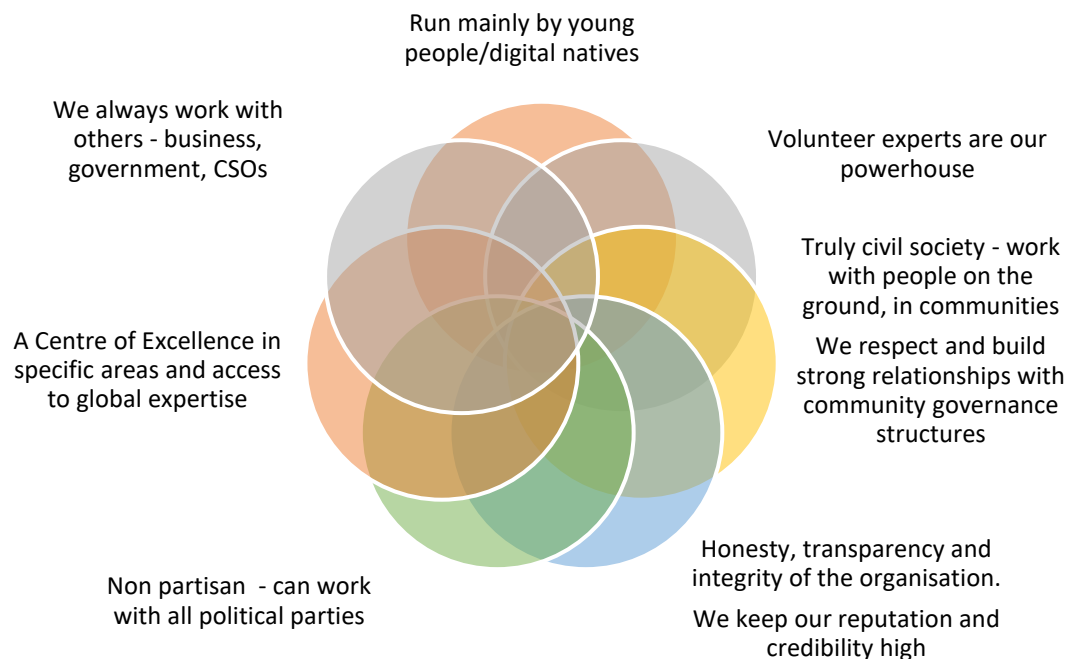 Run mainly by young
people/digital natives
We always work with
others - business,
government, CSOs
Volunteer experts are our
powerhouse
Truly civil society - work
with people on the
ground, in communities
We respect and build
strong relationships with
community governance
structures
A Centre of Excellence in
specific areas and access
to global expertise
Honesty, transparency and
integrity of the organisation.
We keep our reputation and
credibility high
Non partisan  - can work
with all political parties